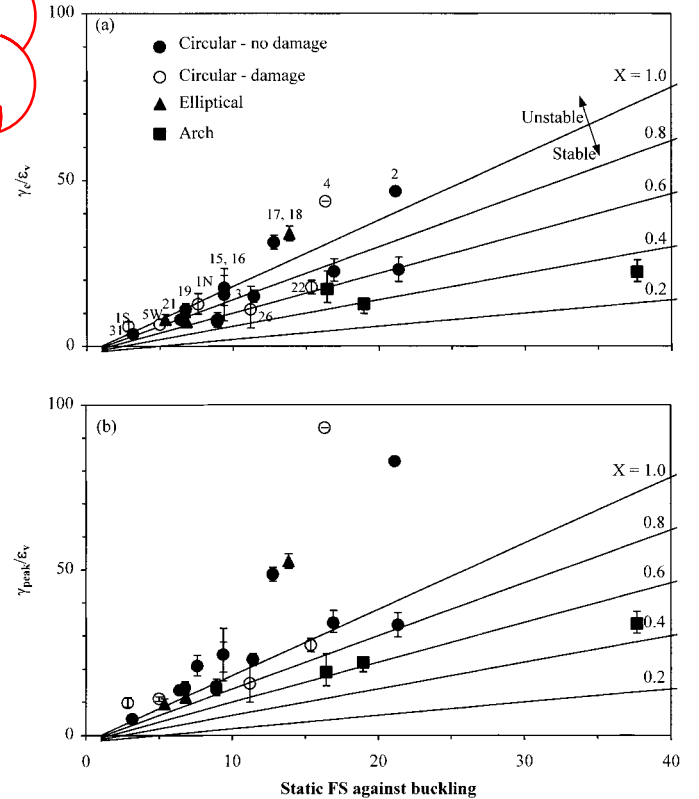 100
(a)
Circular - no damage
Circular - damage
Elliptical
Arch
X = 1.0
Unstable
Stable
0.8
0.6
0.4
0.2
50
0
γc/εv
4
2
17, 18
15, 16
19
1N
3
22
21
5W
1S
31
26
100
(b)
X = 1.0
0.8
0.6
0.4
0.2
50
0
γpeak/εv
0 10 20 30 40
Static FS against buckling